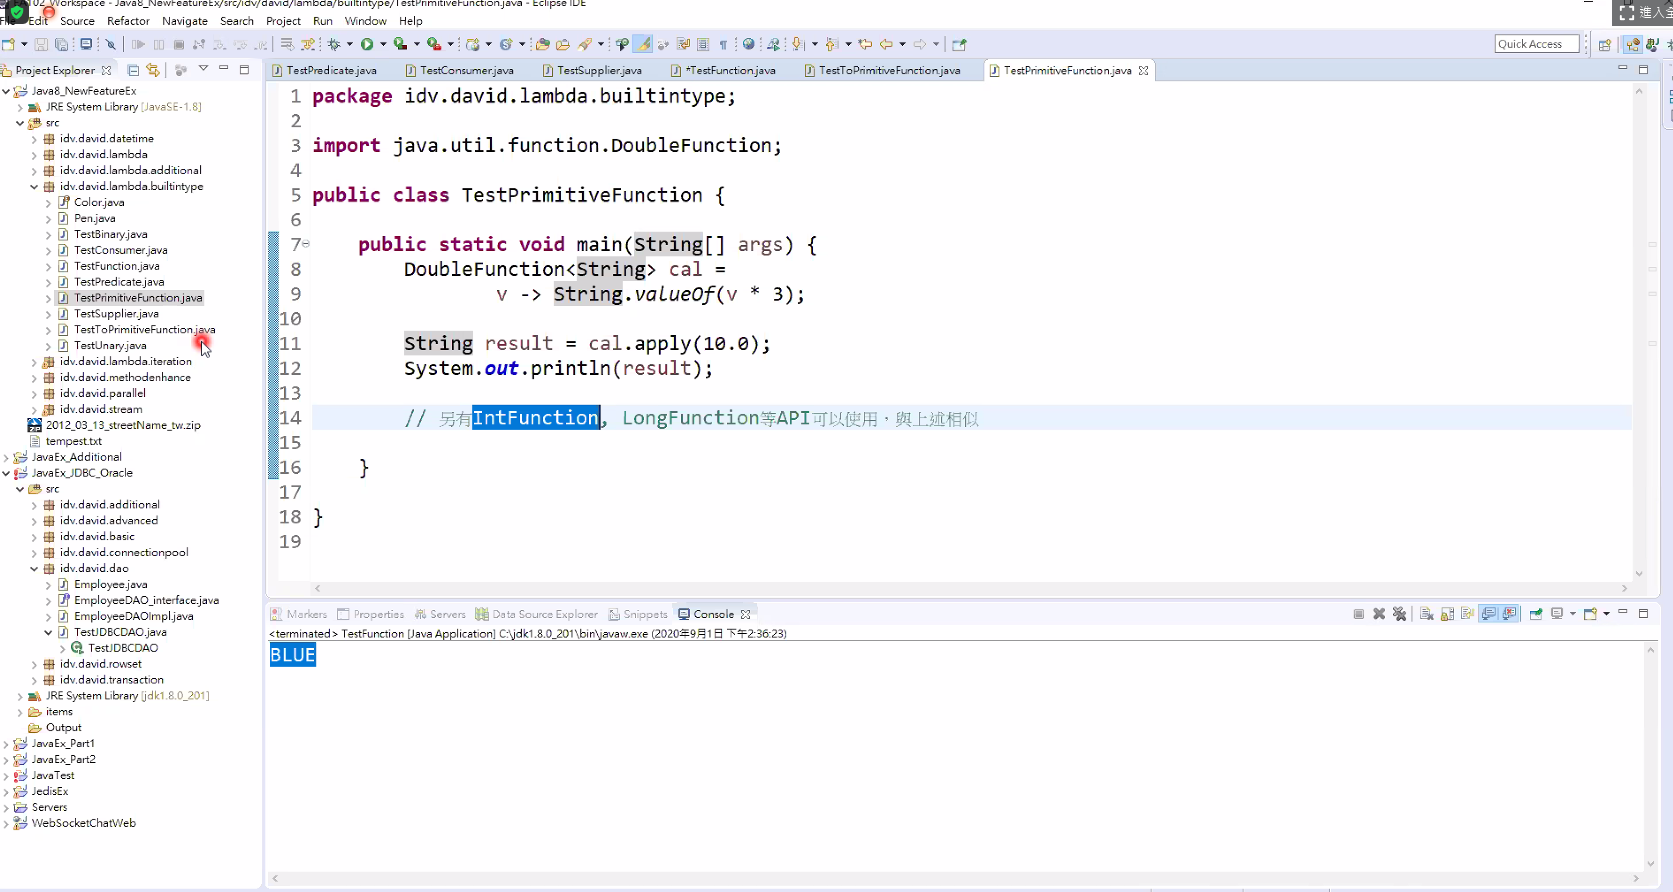 A102_Workspace - Java8_NewFeatureEx/src/idv/david/lambda/builtintype/TestPrimitiveFunction.java - Eclipse IDE
進入全
File Edit Source Refactor Navigate Search Project Run Window Help
Quick Access
Project Explorer
TestPredicate.java TestConsumer.java TestSupplier.java *TestFunction.java TestToPrimitiveFunction.java TestPrimitiveFunction.java
Java8_NewFeatureEx
JRE System Library [JavaSE-1.8]
src
idv.david.datetime
idv.david.lambda
idv.david.lambda.additional
idv.david.lambda.builtintype
Color.java
Pen.java
TestBinary.java
TestConsumer.java
TestFunction.java
TestPredicate.java
TestPrimitiveFunction.java
TestSupplier.java
TestToPrimitiveFunction.java
TestUnary.java
idv.david.lambda.iteration
idv.david.methodenhance
idv.david.parallel
idv.david.stream
2012_03_13_streetName_tw.zip
tempest.txt
JavaEx_Additional
JavaEx_JDBC_Oracle
src
idv.david.additional
idv.david.advanced
idv.david.basic
idv.david.connectionpool
idv.david.dao
Employee.java
EmployeeDAO_interface.java
EmployeeDAOImpl.java
TestJDBCDAO.java
TestJDBCDAO
idv.david.rowset
idv.david.transaction
JRE System Library [jdk1.8.0_201]
items
Output
JavaEx_Part1
JavaEx_Part2
JavaTest
JedisEx
Servers
WebSocketChatWeb
1 package idv.david.lambda.builtintype;
2
3 import java.util.function.DoubleFunction;
4
5 public class TestPrimitiveFunction {
6
7 public static void main(String[] args) {
8 DoubleFunction<String> cal =
9 v -> String.valueOf(v * 3);
10
11 String result = cal.apply(10.0);
12 System.out.println(result);
13
14 // 另有IntFunction, LongFunction等API可以使用，與上述相似
15
16 }
17
18 }
19
Markers Properties Servers Data Source Explorer Snippets Console
<terminated> TestFunction [Java Application] C:\jdk1.8.0_201\bin\javaw.exe (2020年9月1日 下午2:36:23)
BLUE